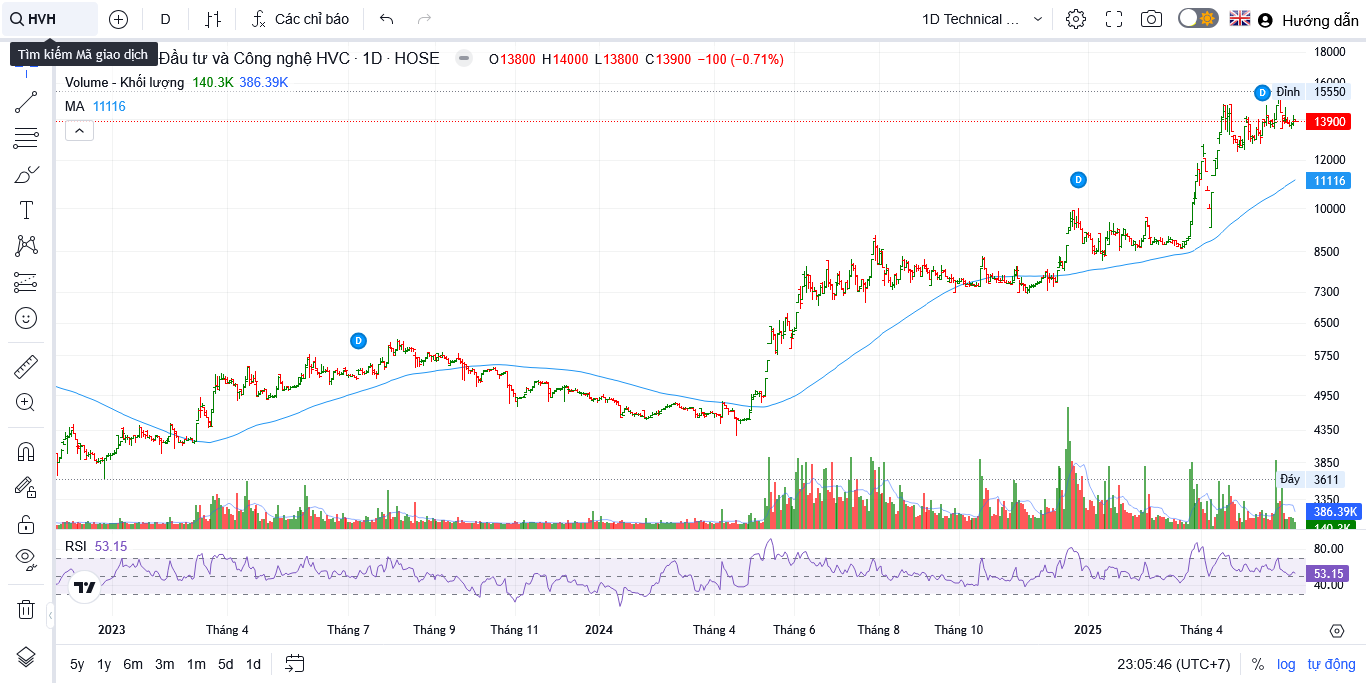 HVH D Các chỉ báo 1D Technical ... Hướng dẫn
Tìm kiếm Mã giao dịch
Đầu tư và Công nghệ HVC · 1D · HOSE O13800 H14000 L13800 C13900 −100 (−0.71%)
Volume - Khối lượng 140.3K 386.39K
MA 11116
18000
16000
D Đỉnh 15550
13900
12000
D 11116
10000
8500
7300
6500
D
5750
4950
4350
3850
Đáy 3611
3350
386.39K
140.3K
RSI 53.15
80.00
53.15
40.00
2023 Tháng 4 Tháng 7 Tháng 9 Tháng 11 2024 Tháng 4 Tháng 6 Tháng 8 Tháng 10 2025 Tháng 4
5y 1y 6m 3m 1m 5d 1d 23:05:46 (UTC+7) % log tự động